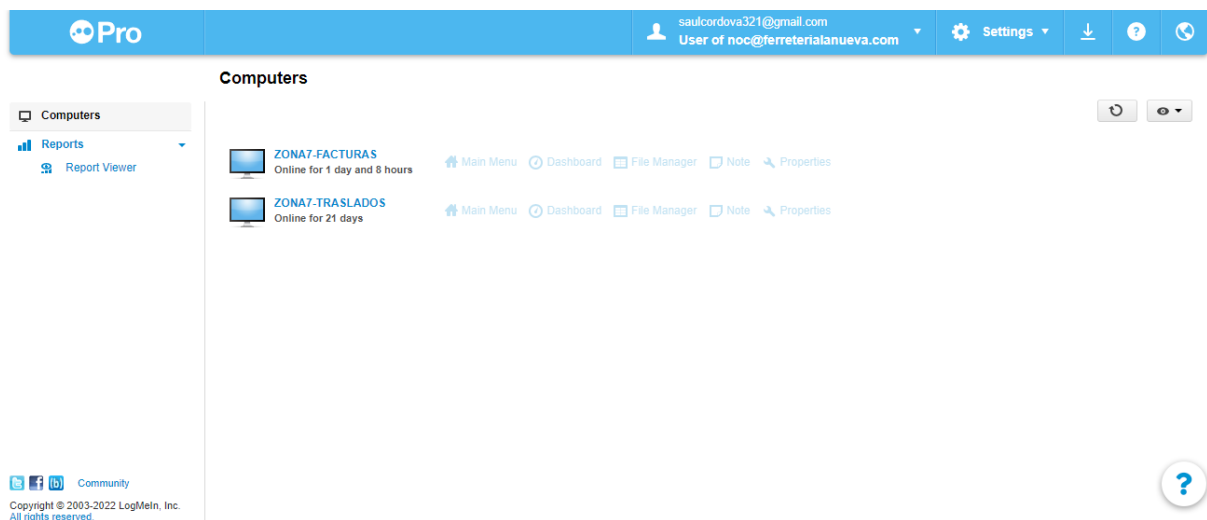 Pro
saulcordova321@gmail.com
User of noc@ferreterialanueva.com
Settings
?
Computers
Computers
Reports
Report Viewer
ZONA7-FACTURAS
Online for 1 day and 8 hours
Main Menu Dashboard File Manager Note Properties
ZONA7-TRASLADOS
Online for 21 days
Main Menu Dashboard File Manager Note Properties
Community
Copyright © 2003-2022 LogMeIn, Inc.
All rights reserved.
?